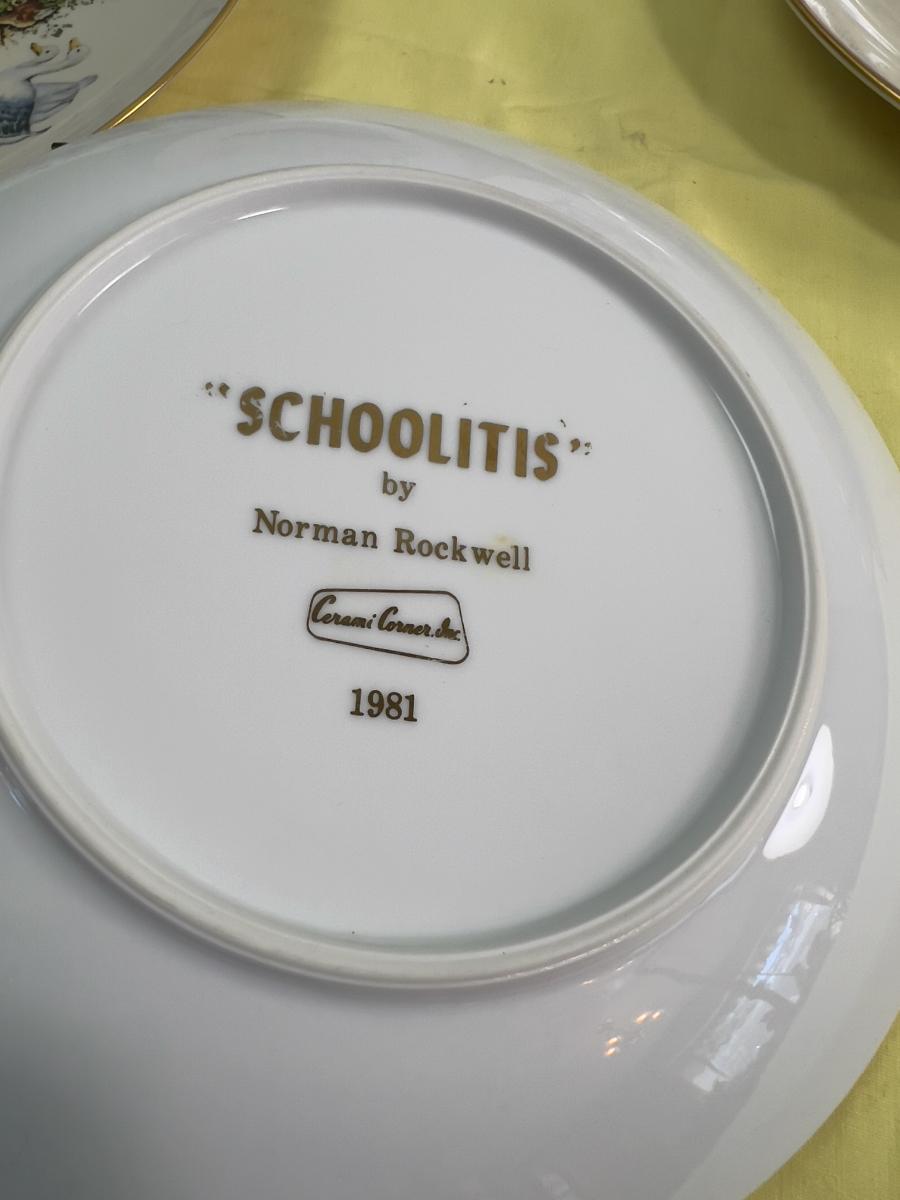 “SCHOOLITIS”
by
Norman Rockwell
Cerami Corner, Inc.
1981